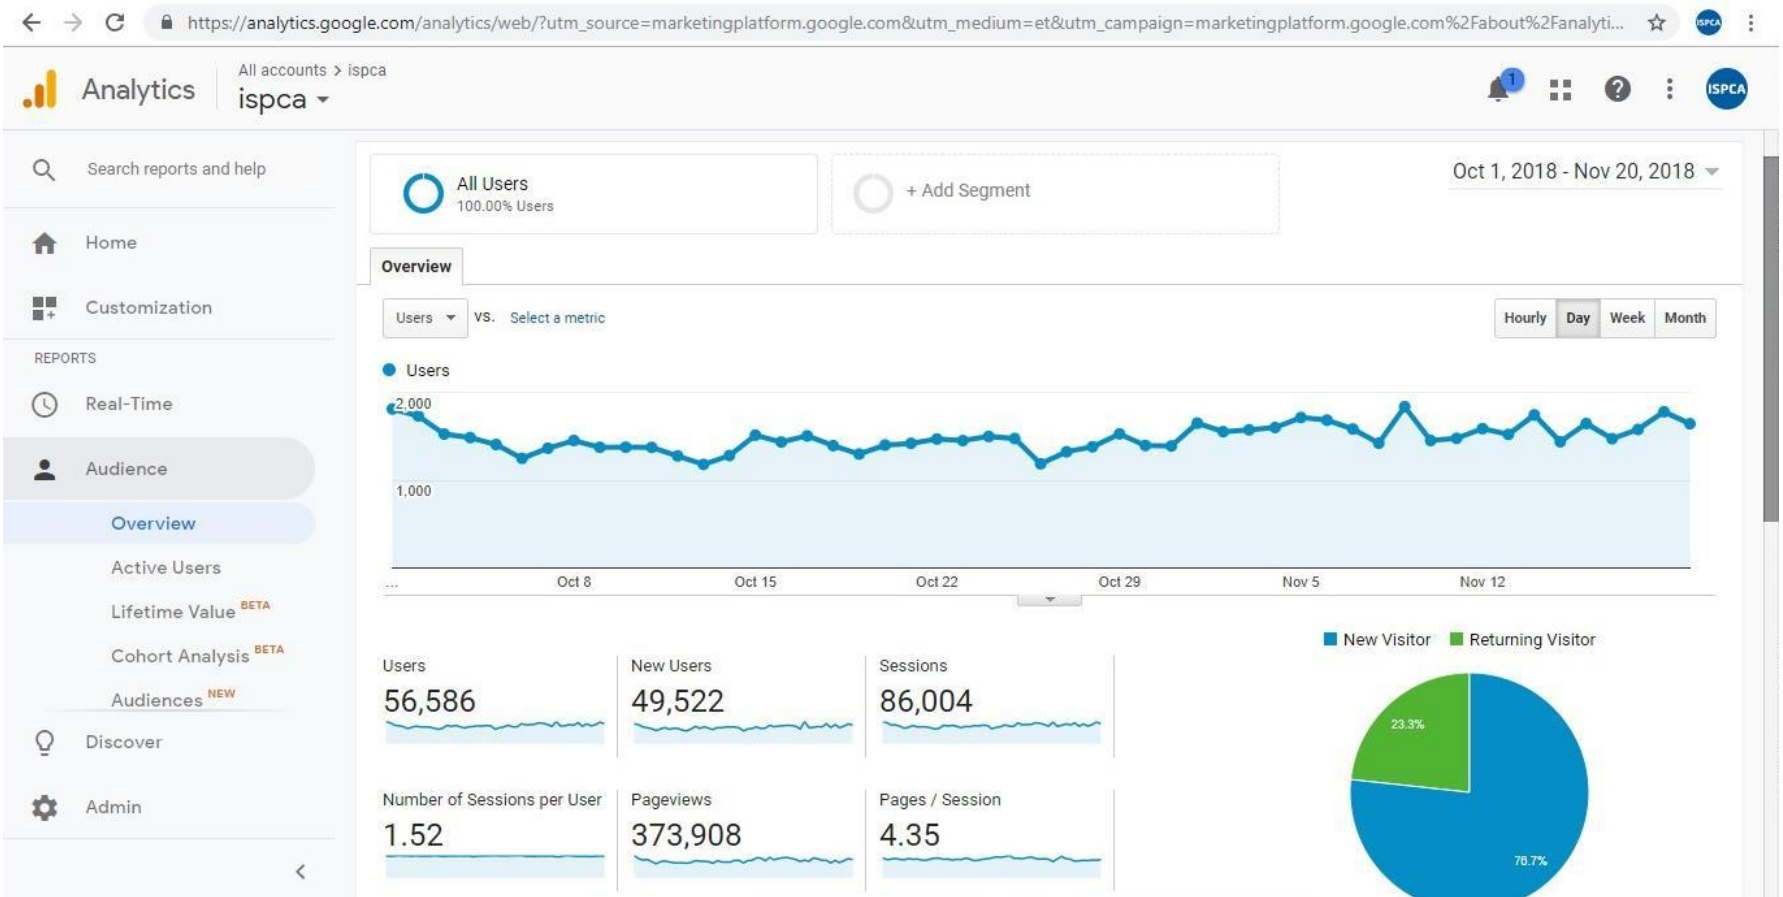 https://analytics.google.com/analytics/web/?utm_source=marketingplatform.google.com&utm_medium=et&utm_campaign=marketingplatform.google.com%2Fabout%2Fanalyti...
ISPCA
Analytics
All accounts > ispca
ispca
1
ISPCA
Search reports and help
Home
Customization
REPORTS
Real-Time
Audience
Overview
Active Users
Lifetime Value BETA
Cohort Analysis BETA
Audiences NEW
Discover
Admin
All Users
100.00% Users
+ Add Segment
Oct 1, 2018 - Nov 20, 2018
Overview
Users
VS.
Select a metric
Hourly
Day
Week
Month
Users
2,000
1,000
...
Oct 8
Oct 15
Oct 22
Oct 29
Nov 5
Nov 12
New Visitor
Returning Visitor
Users
56,586
New Users
49,522
Sessions
86,004
Number of Sessions per User
1.52
Pageviews
373,908
Pages / Session
4.35
23.3%
76.7%